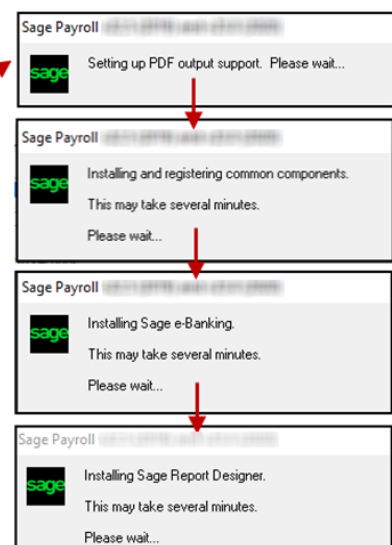 Sage Payroll
sage
Setting up PDF output support. Please wait...
Sage Payroll
sage
Installing and registering common components.
This may take several minutes.
Please wait...
Sage Payroll
sage
Installing Sage e-Banking.
This may take several minutes.
Please wait...
Sage Payroll
sage
Installing Sage Report Designer.
This may take several minutes.
Please wait...